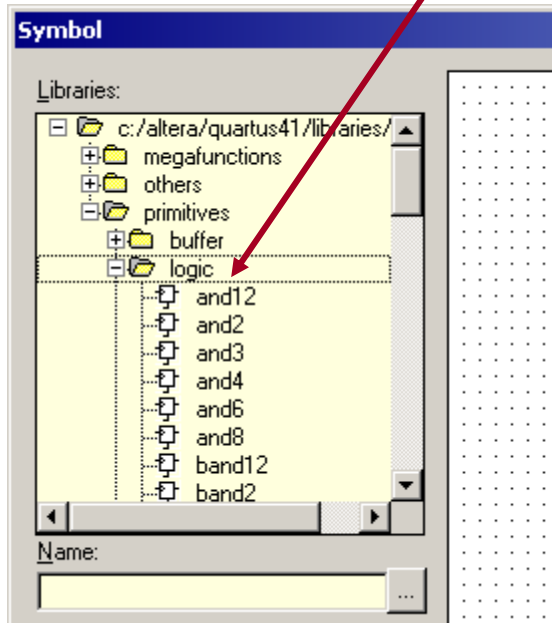 Symbol
Libraries:
c:/altera/quartus41/libraries/
megafunctions
others
primitives
buffer
logic
and12
and2
and3
and4
and6
and8
band12
band2
Name:
...